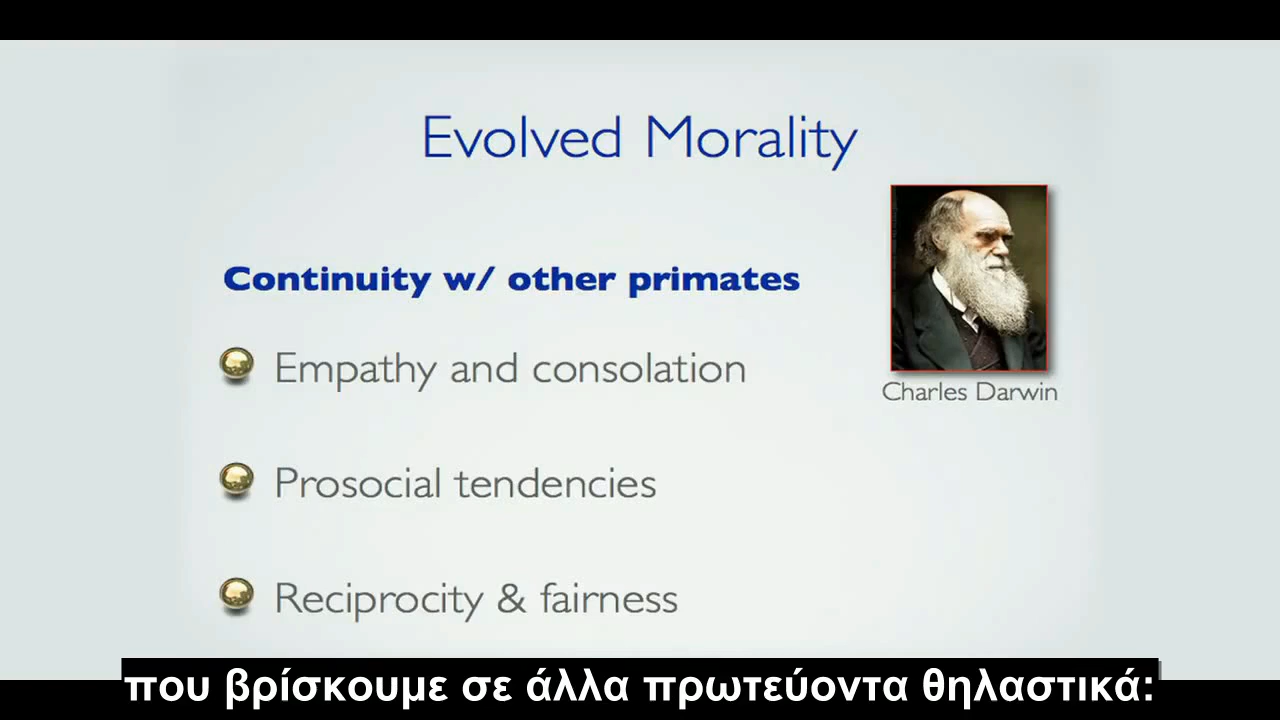 Evolved Morality
Continuity w/ other primates
Charles Darwin
Empathy and consolation
Prosocial tendencies
Reciprocity & fairness
που βρίσκουμε σε άλλα πρωτεύοντα θηλαστικά: